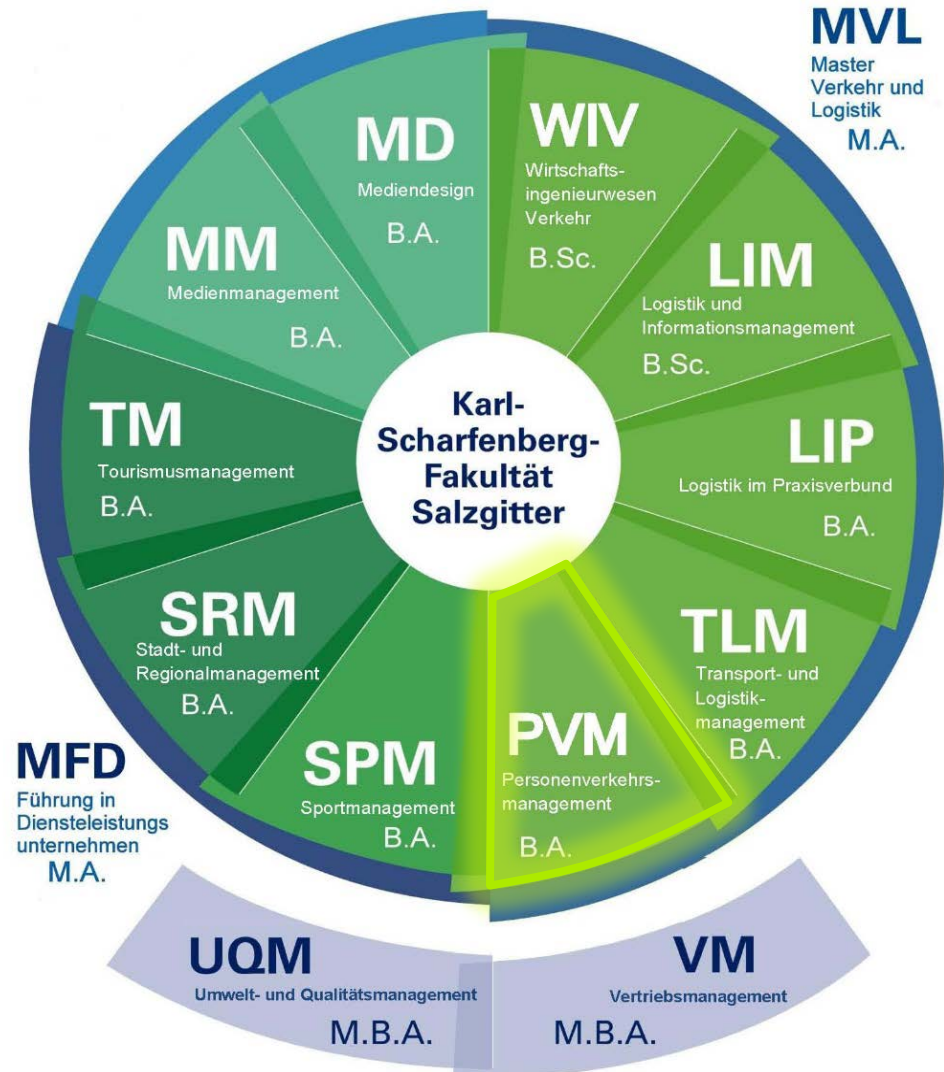 MVL
Master
Verkehr und
Logistik
M.A.
MD
Mediendesign
B.A.
WIV
Wirtschafts-
ingenieurwesen
Verkehr
B.Sc.
MM
Medienmanagement
B.A.
LIM
Logistik und
Informationsmanagement
B.Sc.
Karl-
Scharfenberg-
Fakultät
Salzgitter
TM
Tourismusmanagement
B.A.
LIP
Logistik im Praxisverbund
B.A.
SRM
Stadt- und
Regionalmanagement
B.A.
TLM
Transport- und
Logistik-
management
B.A.
SPM
Sportmanagement
B.A.
PVM
Personenverkehrs-
management
B.A.
MFD
Führung in
Diensteleistungs
unternehmen
M.A.
UQM
Umwelt- und Qualitätsmanagement
M.B.A.
VM
Vertriebsmanagement
M.B.A.